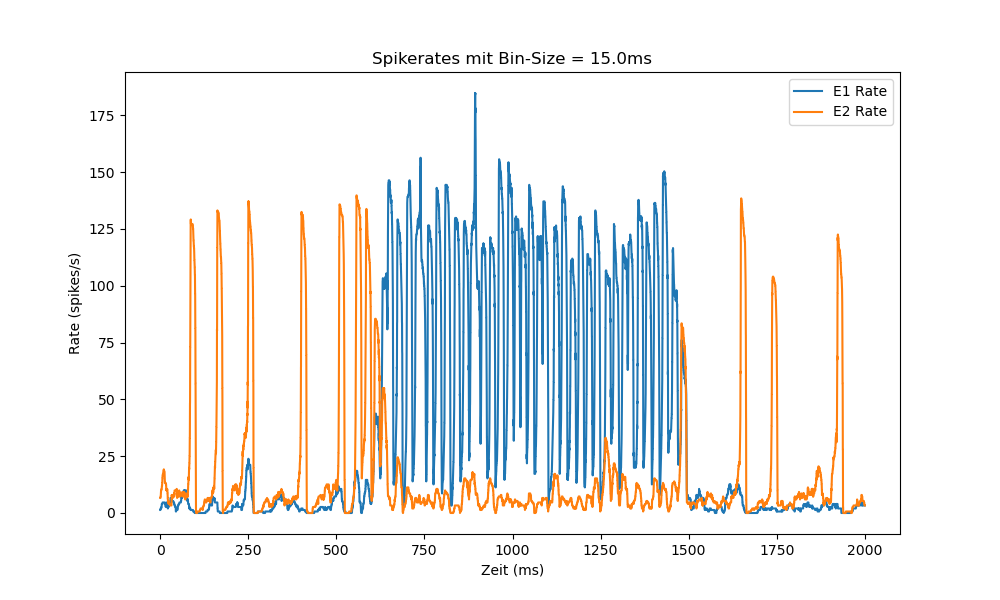 Spikerates mit Bin-Size = 15.0ms
E1 Rate
E2 Rate
175
150
125
100
75
50
25
0
Rate (spikes/s)
0 250 500 750 1000 1250 1500 1750 2000
Zeit (ms)